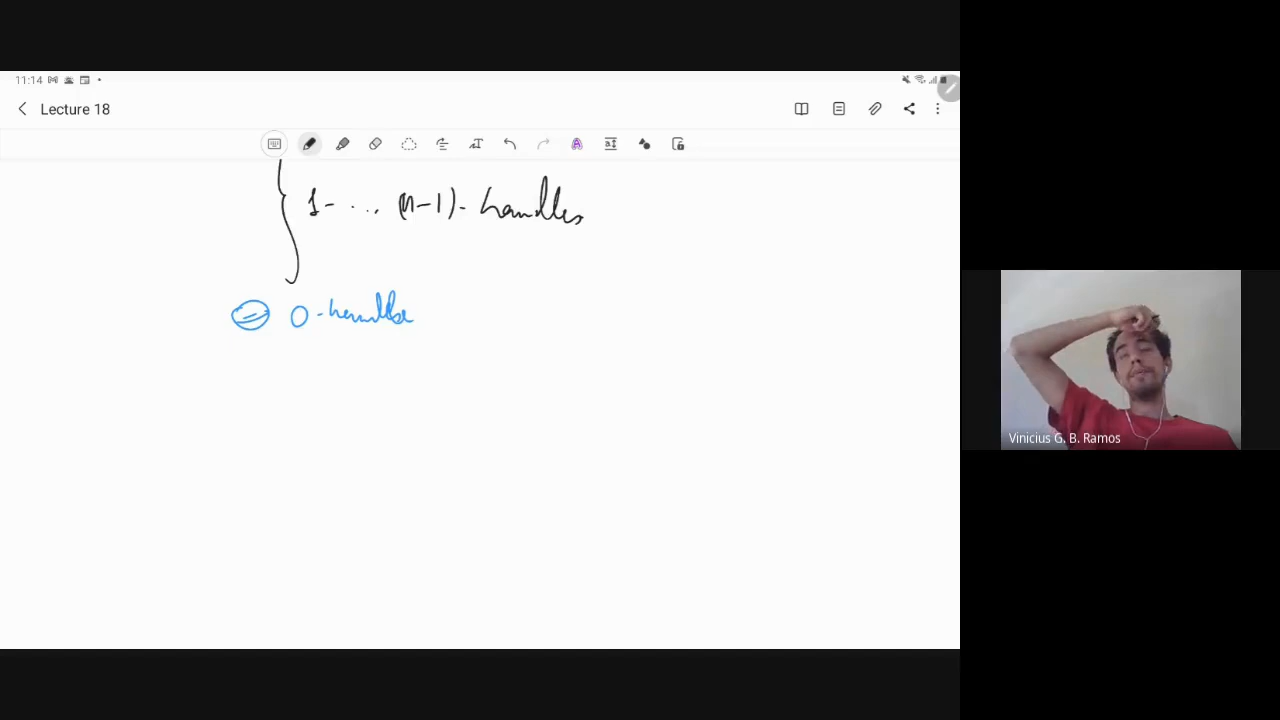 11:14
Lecture 18
1- ... (n-1)- handles
0-handle
Vinicius G. B. Ramos